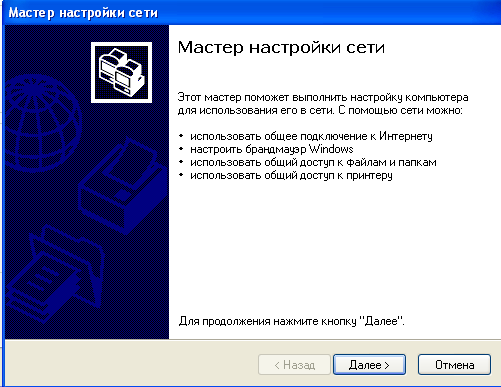 Мастер настройки сети
Мастер настройки сети
Этот мастер поможет выполнить настройку компьютера
для использования его в сети. С помощью сети можно:
• использовать общее подключение к Интернету
• настроить брандмауэр Windows
• использовать общий доступ к файлам и папкам
• использовать общий доступ к принтеру
Для продолжения нажмите кнопку "Далее".
< Назад Далее > Отмена